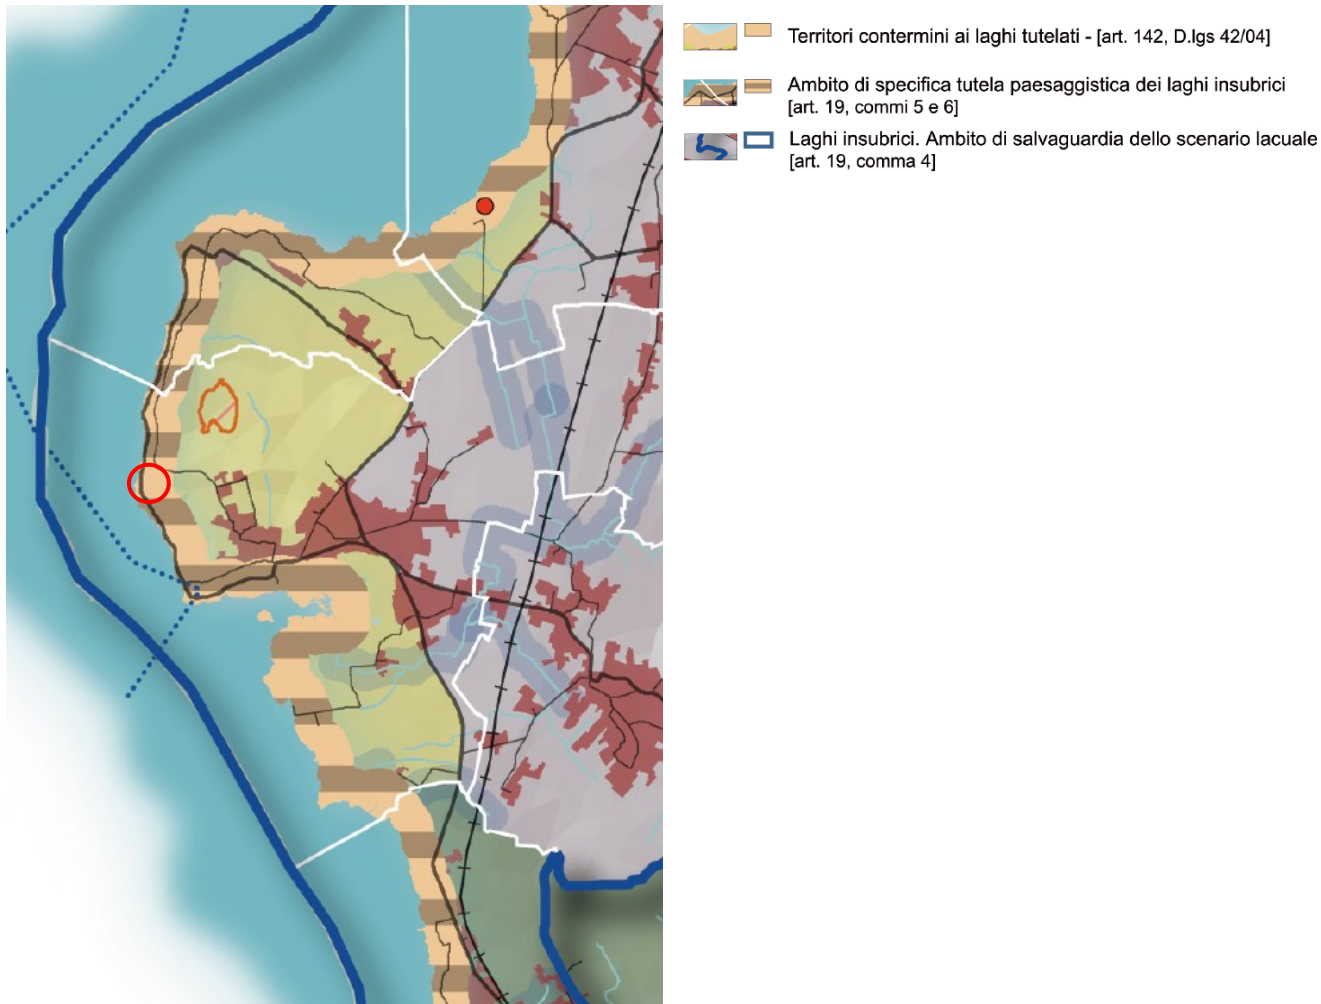 Territori contermini ai laghi tutelati - [art. 142, D.lgs 42/04]
Ambito di specifica tutela paesaggistica dei laghi insubrici
[art. 19, commi 5 e 6]
Laghi insubrici. Ambito di salvaguardia dello scenario lacuale
[art. 19, comma 4]